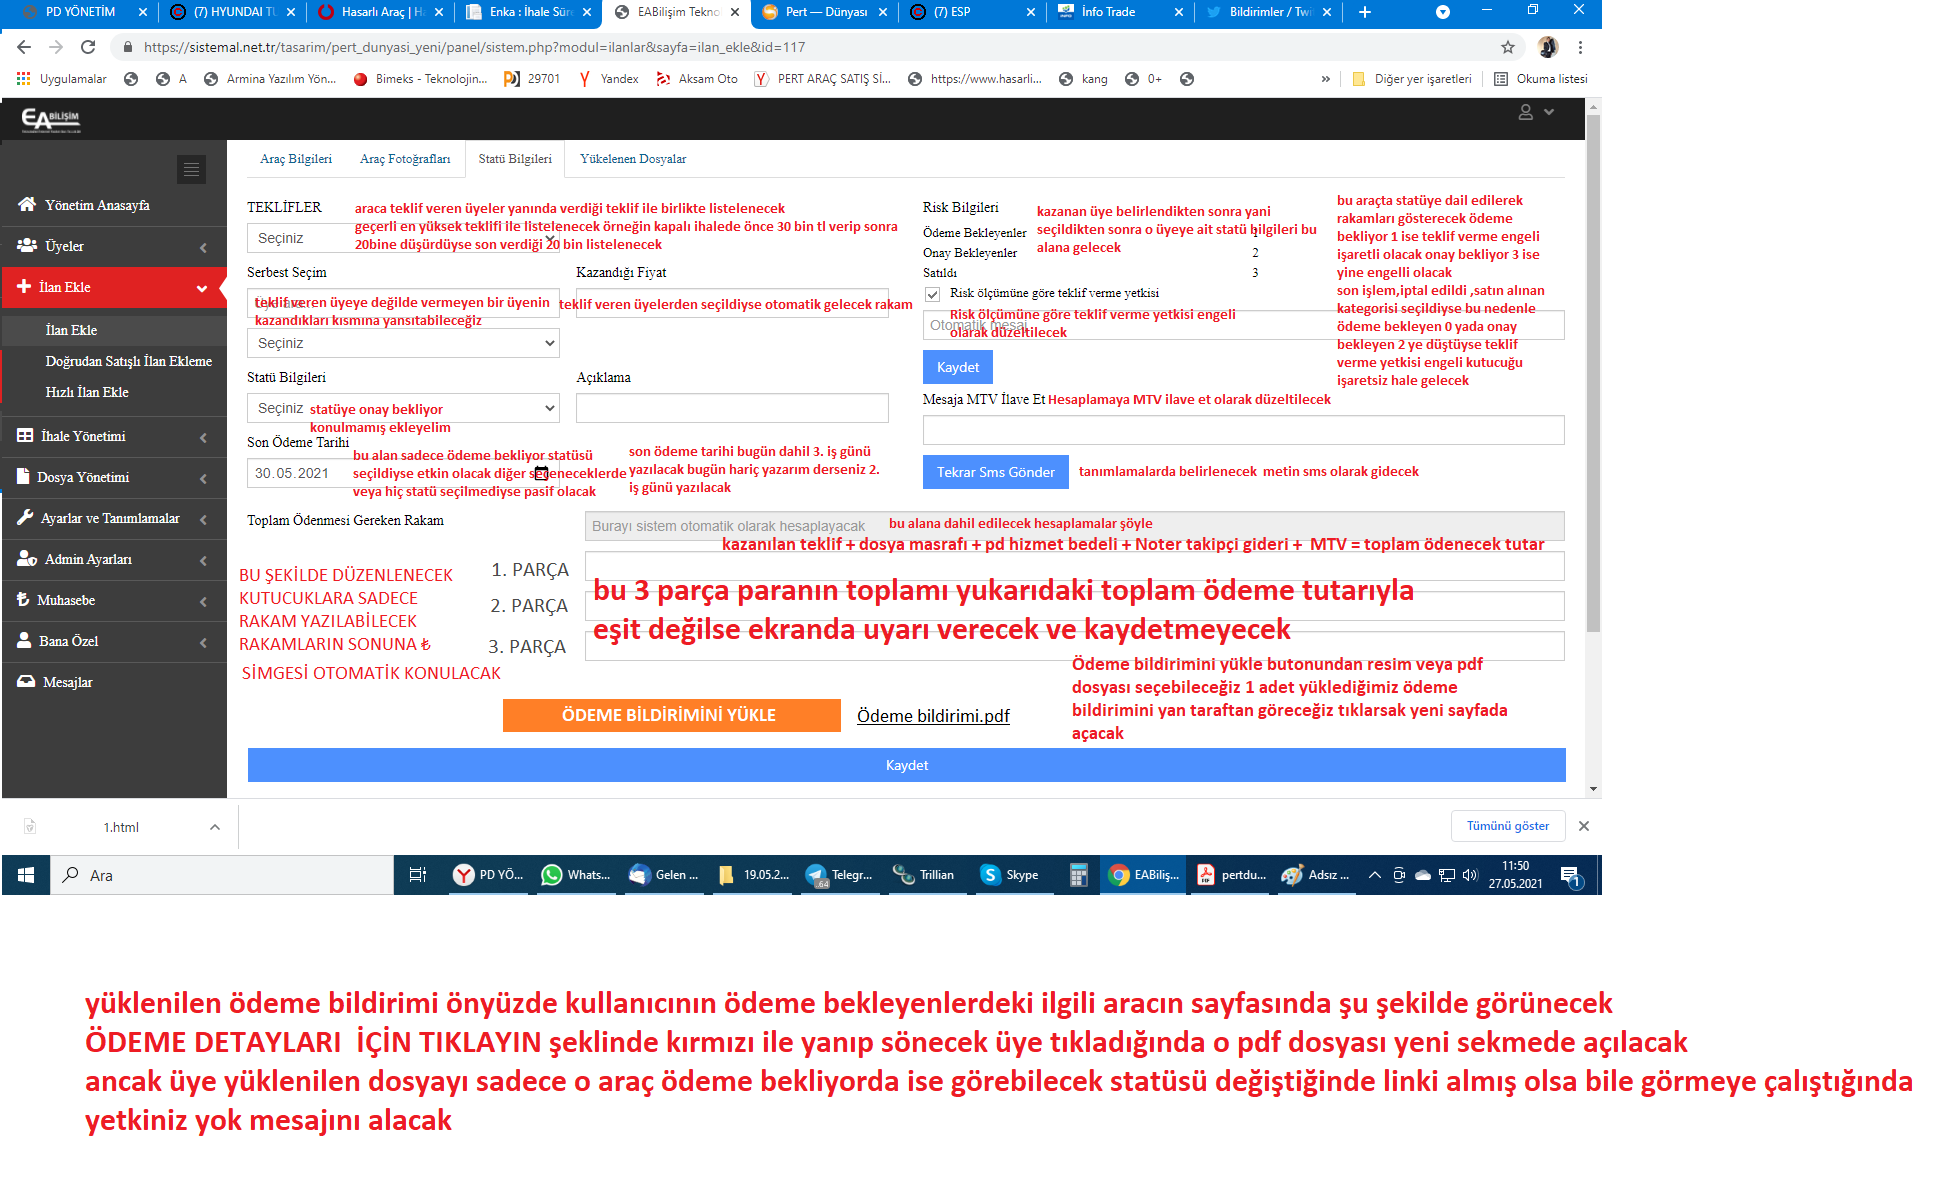 PD YÖNETİM
(7) HYUNDAI TU
Hasarlı Araç | Ha
Enka : İhale Süre
EABilişim Teknol
Pert — Dünyası
(7) ESP
İnfo Trade
Bildirimler / Twi
https://sistemal.net.tr/tasarim/pert_dunyasi_yeni/panel/sistem.php?modul=ilanlar&sayfa=ilan_ekle&id=117
Uygulamalar
A
Armina Yazılım Yön...
Bimeks - Teknolojin...
29701
Yandex
Aksam Oto
PERT ARAÇ SATIŞ Sİ...
https://www.hasarli...
kang
0+
»
Diğer yer işaretleri
Okuma listesi
EA BİLİŞİM
Yönetim Anasayfa
Üyeler
İlan Ekle
İlan Ekle
Doğrudan Satışlı İlan Ekleme
Hızlı İlan Ekle
İhale Yönetimi
Dosya Yönetimi
Ayarlar ve Tanımlamalar
Admin Ayarları
Muhasebe
Bana Özel
Mesajlar
Araç Bilgileri
Araç Fotoğrafları
Statü Bilgileri
Yükelenen Dosyalar
TEKLİFLER
araca teklif veren üyeler yanında verdiği teklif ile birlikte listelenecek
geçerli en yüksek teklifi ile listelenecek örneğin kapalı ihalede önce 30 bin tl verip sonra
20bine düşürdüyse son verdiği 20 bin listelenecek
Seçiniz
Serbest Seçim
Kazandığı Fiyat
teklif veren üyeye değilde vermeyen bir üyenin
kazandıkları kısmına yansıtabileceğiz
teklif veren üyelerden seçildiyse otomatik gelecek rakam
Seçiniz
Statü Bilgileri
Açıklama
Seçiniz
statüye onay bekliyor
konulmamış ekleyelim
Son Ödeme Tarihi
30.05.2021
bu alan sadece ödeme bekliyor statüsü
seçildiyse etkin olacak diğer seçeneceklerde
veya hiç statü seçilmediyse pasif olacak
son ödeme tarihi bugün dahil 3. iş günü
yazılacak bugün hariç yazarım derseniz 2.
iş günü yazılacak
Risk Bilgileri
Ödeme Bekleyenler
1
Onay Bekleyenler
2
Satıldı
3
kazanan üye belirlendikten sonra yani
seçildikten sonra o üyeye ait statü bilgileri bu
alana gelecek
Risk ölçümüne göre teklif verme yetkisi
Otomatik mesaj
Risk ölçümüne göre teklif verme yetkisi engeli
olarak düzeltilecek
Kaydet
Mesaja MTV İlave Et
Hesaplamaya MTV ilave et olarak düzeltilecek
Tekrar Sms Gönder
tanımlamalarda belirlenecek metin sms olarak gidecek
bu araçta statüye dail edilerek
rakamları gösterecek ödeme
bekliyor 1 ise teklif verme engeli
işaretli olacak onay bekliyor 3 ise
yine engelli olacak
son işlem,iptal edildi ,satın alınan
kategorisi seçildiyse bu nedenle
ödeme bekleyen 0 yada onay
bekleyen 2 ye düştüyse teklif
verme yetkisi engeli kutucuğu
işaretsiz hale gelecek
Toplam Ödenmesi Gereken Rakam
Burayı sistem otomatik olarak hesaplayacak
bu alana dahil edilecek hesaplamalar şöyle
kazanılan teklif + dosya masrafı + pd hizmet bedeli + Noter takipçi gideri + MTV = toplam ödenecek tutar
BU ŞEKİLDE DÜZENLENECEK
KUTUCUKLARA SADECE
RAKAM YAZILABİLECEK
RAKAMLARIN SONUNA ₺
SİMGESİ OTOMATİK KONULACAK
1. PARÇA
2. PARÇA
3. PARÇA
bu 3 parça paranın toplamı yukarıdaki toplam ödeme tutarıyla
eşit değilse ekranda uyarı verecek ve kaydetmeyecek
Ödeme bildirimini yükle butonundan resim veya pdf
dosyası seçebileceğiz 1 adet yüklediğimiz ödeme
bildirimini yan taraftan göreceğiz tıklarsak yeni sayfada
açacak
ÖDEME BİLDİRİMİNİ YÜKLE
Ödeme bildirimi.pdf
Kaydet
1.html
Tümünü göster
Ara
PD YÖ...
Whats...
Gelen ...
19.05.2...
Telegr...
Trillian
Skype
EABiliş...
pertdu...
Adsız ...
11:50
27.05.2021
1
yüklenilen ödeme bildirimi önyüzde kullanıcının ödeme bekleyenlerdeki ilgili aracın sayfasında şu şekilde görünecek
ÖDEME DETAYLARI İÇİN TIKLAYIN şeklinde kırmızı ile yanıp sönecek üye tıkladığında o pdf dosyası yeni sekmede açılacak
ancak üye yüklenilen dosyayı sadece o araç ödeme bekliyorda ise görebilecek statüsü değiştiğinde linki almış olsa bile görmeye çalıştığında
yetkiniz yok mesajını alacak